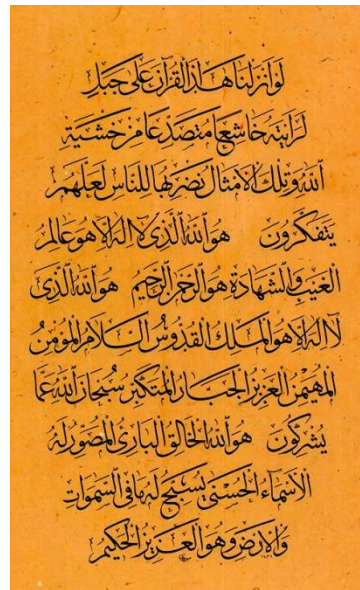 لو أنزلنا هذا القرآن على جبل
لرأيته خاشعا متصدعا من خشية
الله وتلك الأمثال نضربها للناس لعلهم
يتفكرون هو الله الذي لا إله إلا هو عالم
الغيب والشهادة هو الرحمن الرحيم هو الله الذي
لا إله إلا هو الملك القدوس السلام المؤمن
المهيمن العزيز الجبار المتكبر سبحان الله عما
يشركون هو الله الخالق البارئ المصور له
الأسماء الحسنى يسبح له ما في السموات
والأرض وهو العزيز الحكيم